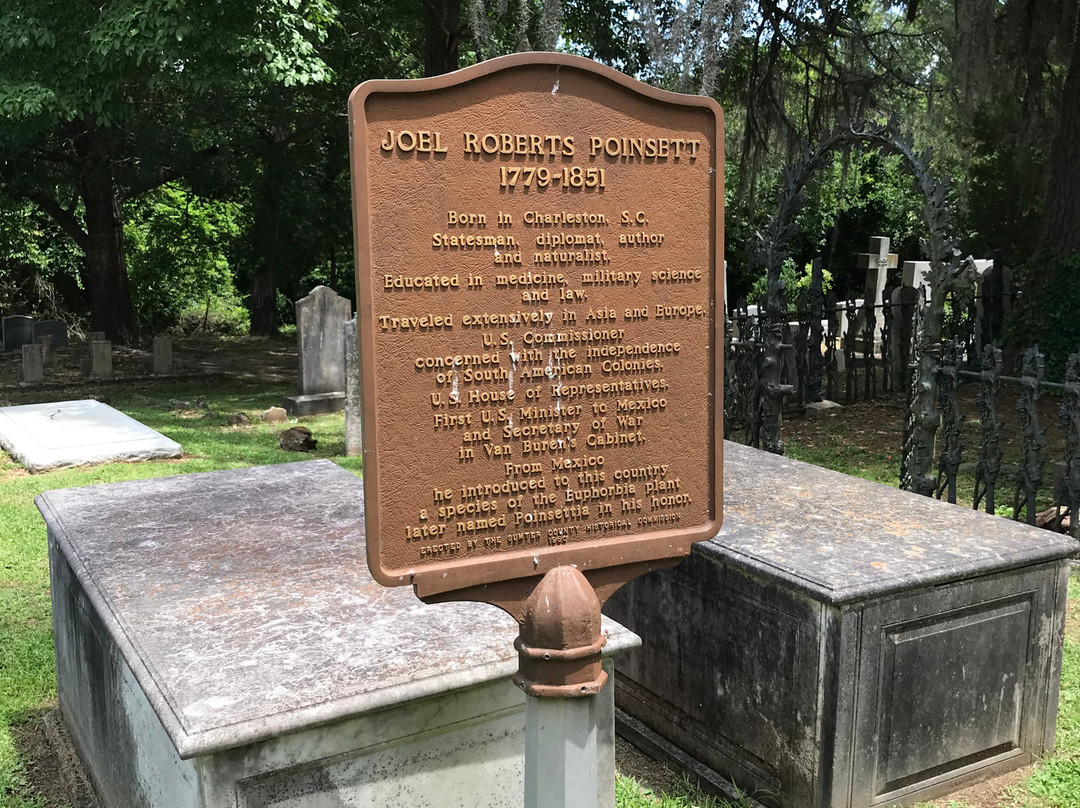 JOEL ROBERTS POINSETT
1779-1851
Born in Charleston, S.C.
Statesman, diplomat, author
and naturalist.
Educated in medicine, military science
and law.
Traveled extensively in Asia and Europe.
U.S. Commissioner
concerned with the independence
of South American Colonies.
U.S. House of Representatives,
First U.S. Minister to Mexico
and Secretary of War
in Van Buren's Cabinet.
From Mexico
he introduced to this country
a species of the Euphorbia plant
later named Poinsettia in his honor.
ERECTED BY THE SUMTER COUNTY HISTORICAL COMMISSION